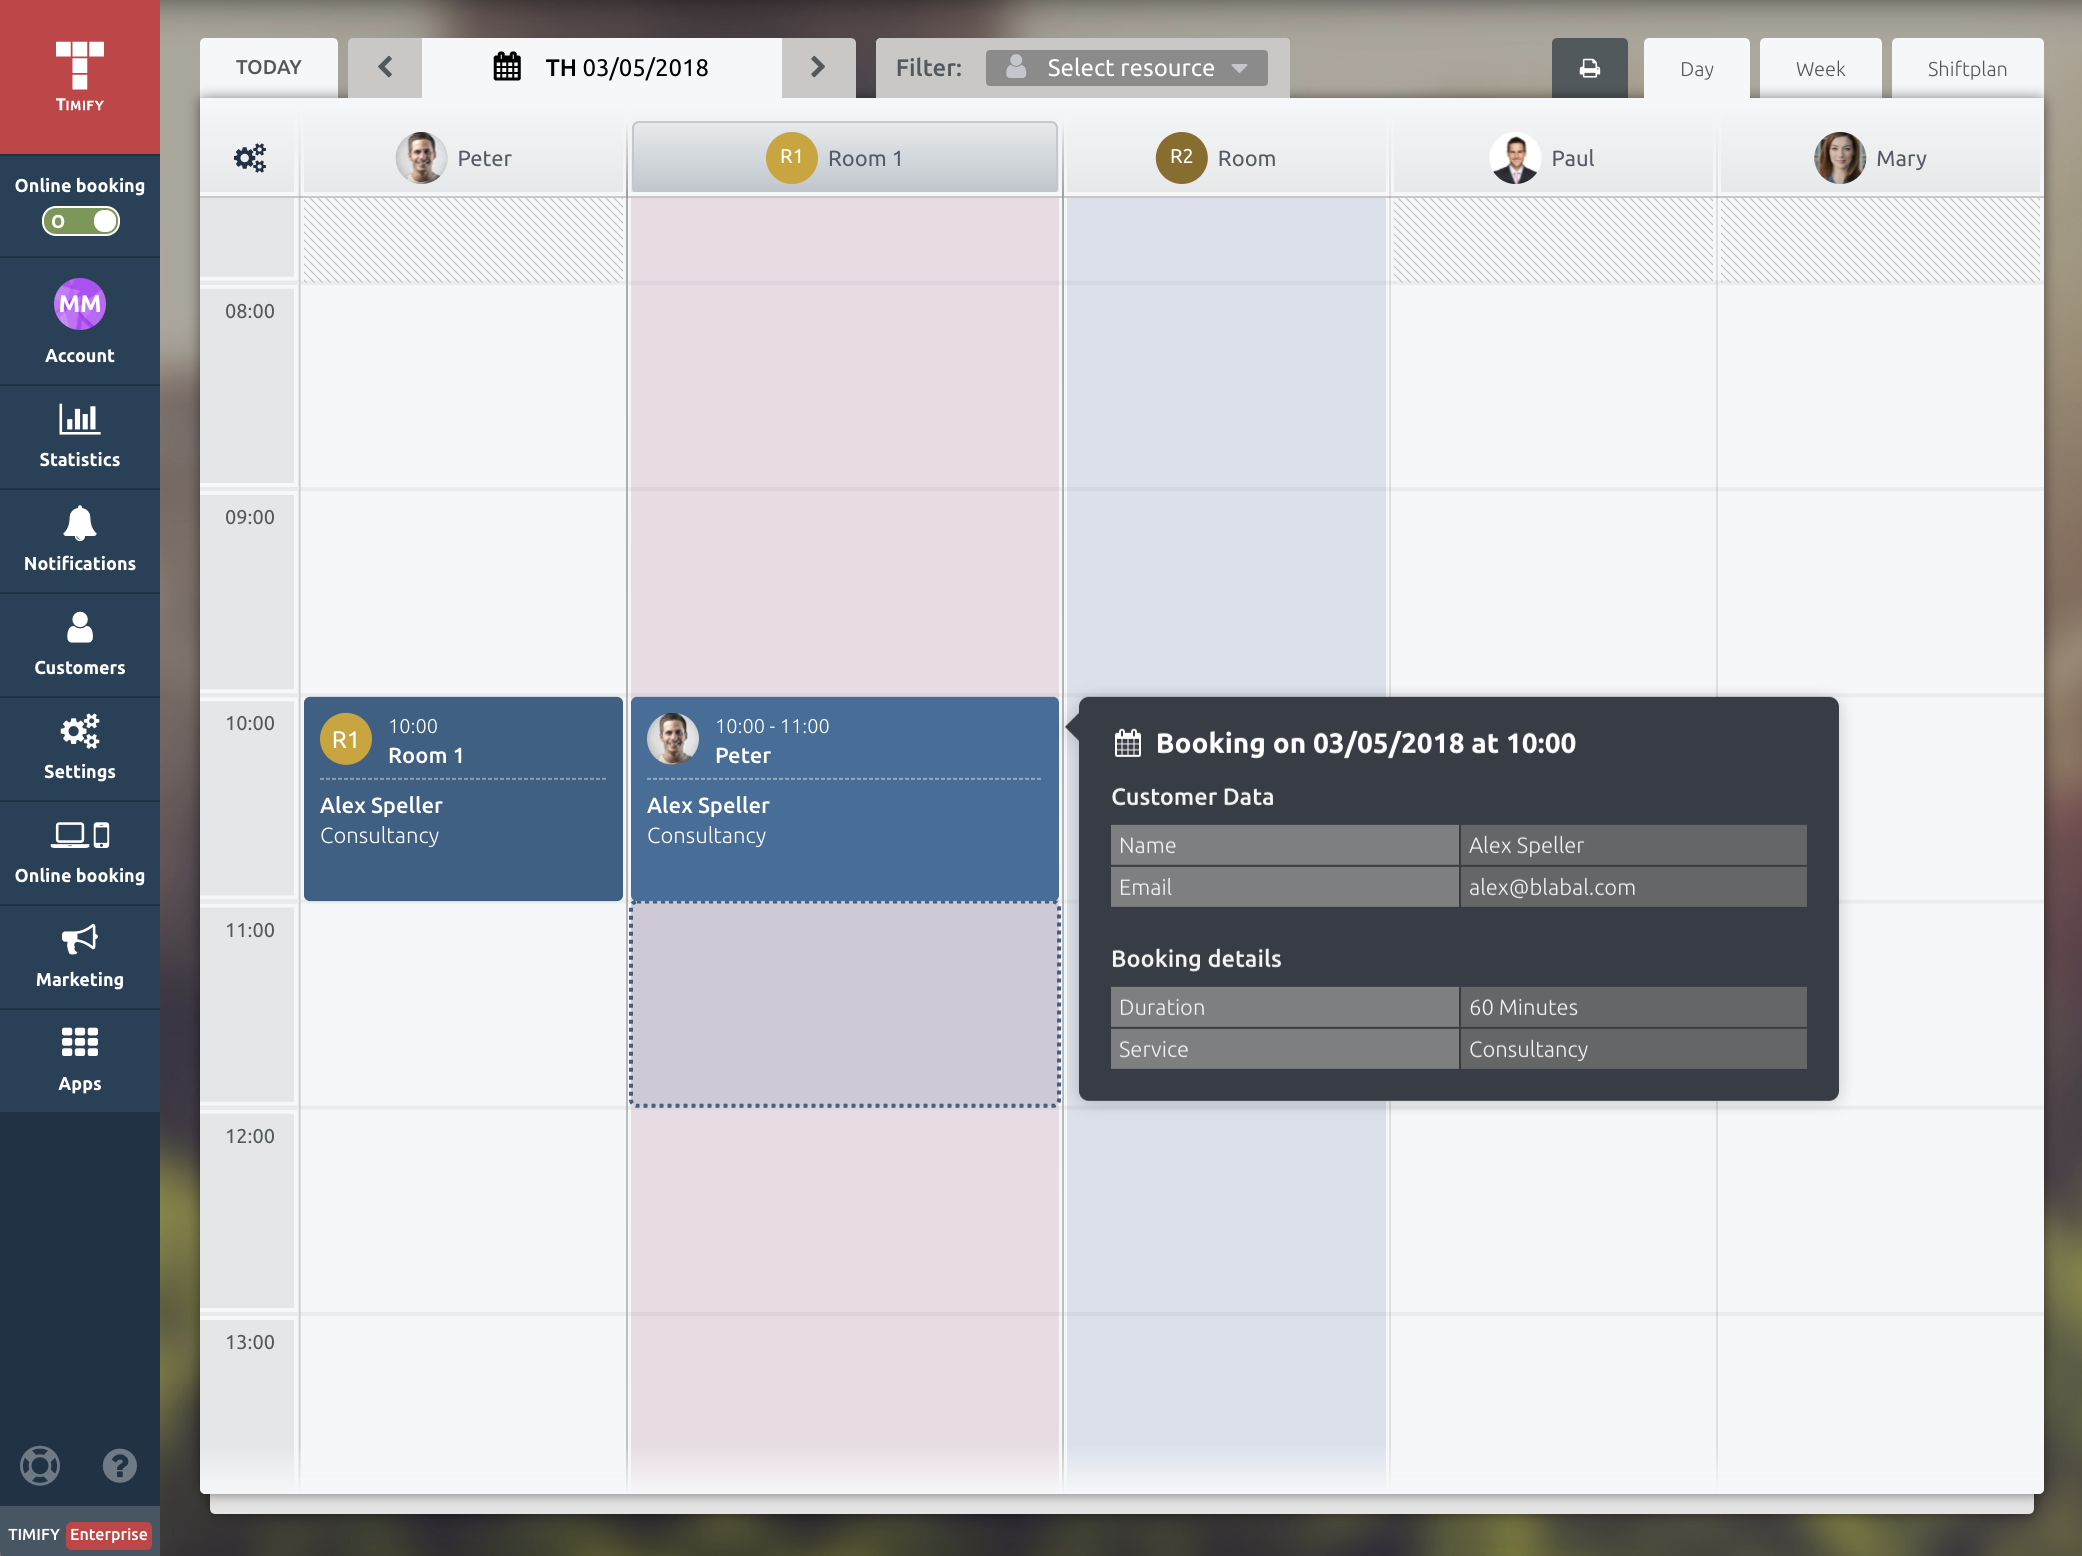 TIMIFY
Online booking
O
MM
Account
Statistics
Notifications
Customers
Settings
Online booking
Marketing
Apps
?
TIMIFY Enterprise
TODAY
TH 03/05/2018
Filter:
Select resource
Day
Week
Shiftplan
Peter
R1 Room 1
R2 Room
Paul
Mary
08:00
09:00
10:00
11:00
12:00
13:00
R1
10:00
Room 1
Alex Speller
Consultancy
10:00 - 11:00
Peter
Alex Speller
Consultancy
Booking on 03/05/2018 at 10:00
Customer Data
Name Alex Speller
Email alex@blabal.com
Booking details
Duration 60 Minutes
Service Consultancy